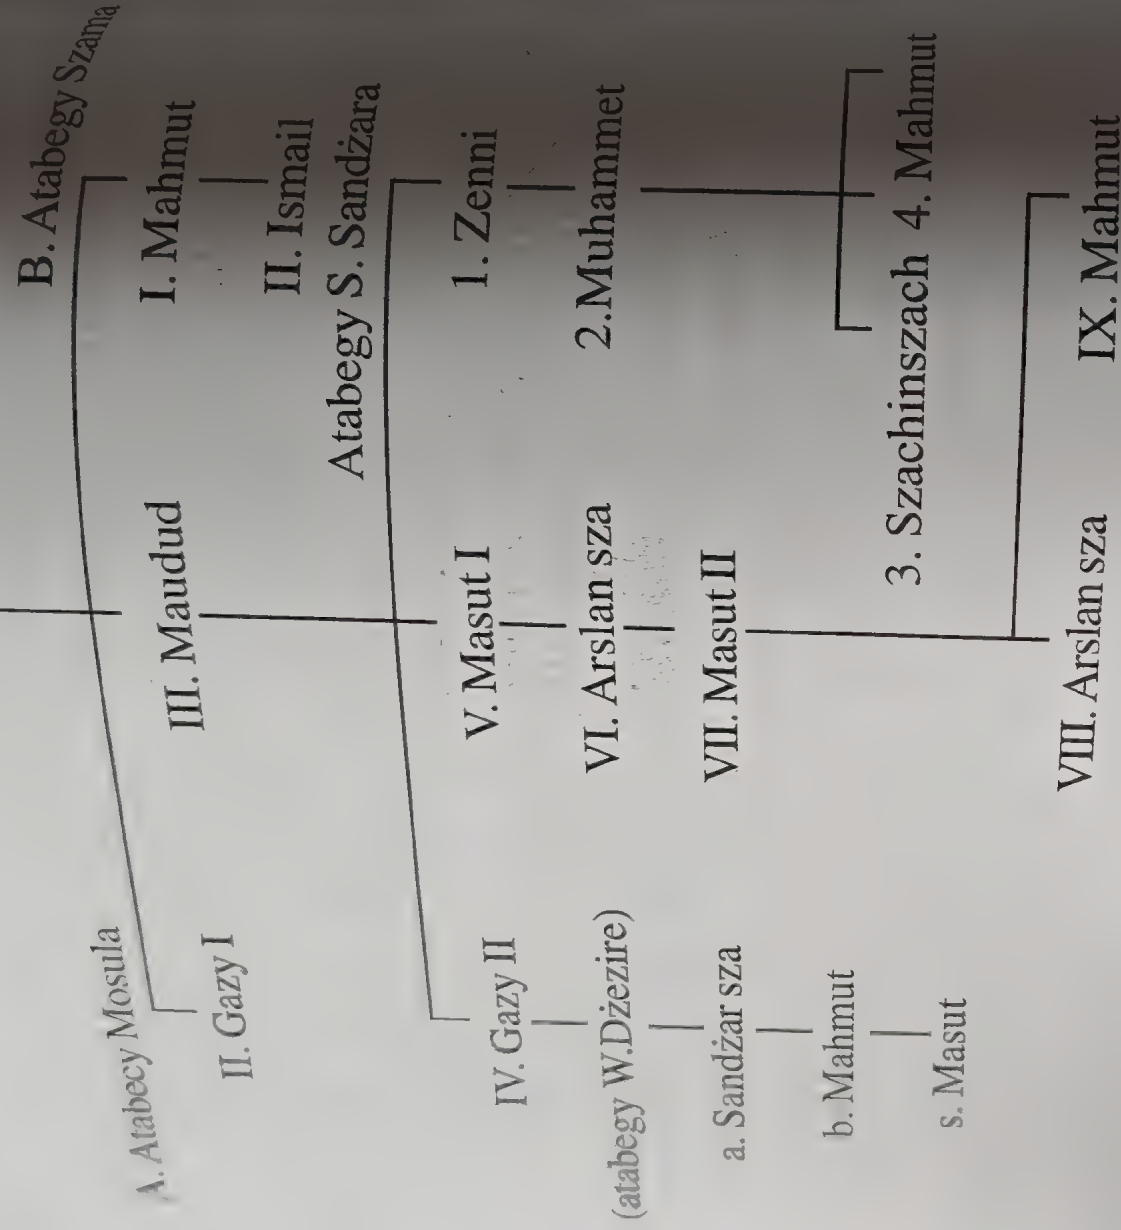 A. Atabecy Mosula
B. Atabegy Szamą
II. Gazy I
III. Maudud
I. Mahmut
II. Ismail
Atabegy S. Sandżara
IV. Gazy II
V. Masut I
1. Zenni
(atabegy W.Dżezire)
VI. Arslan sza
2.Muhammet
a. Sandżar sza
VII. Masut II
b. Mahmut
3. Szachinszach 4. Mahmut
s. Masut
VIII. Arslan sza
IX. Mahmut